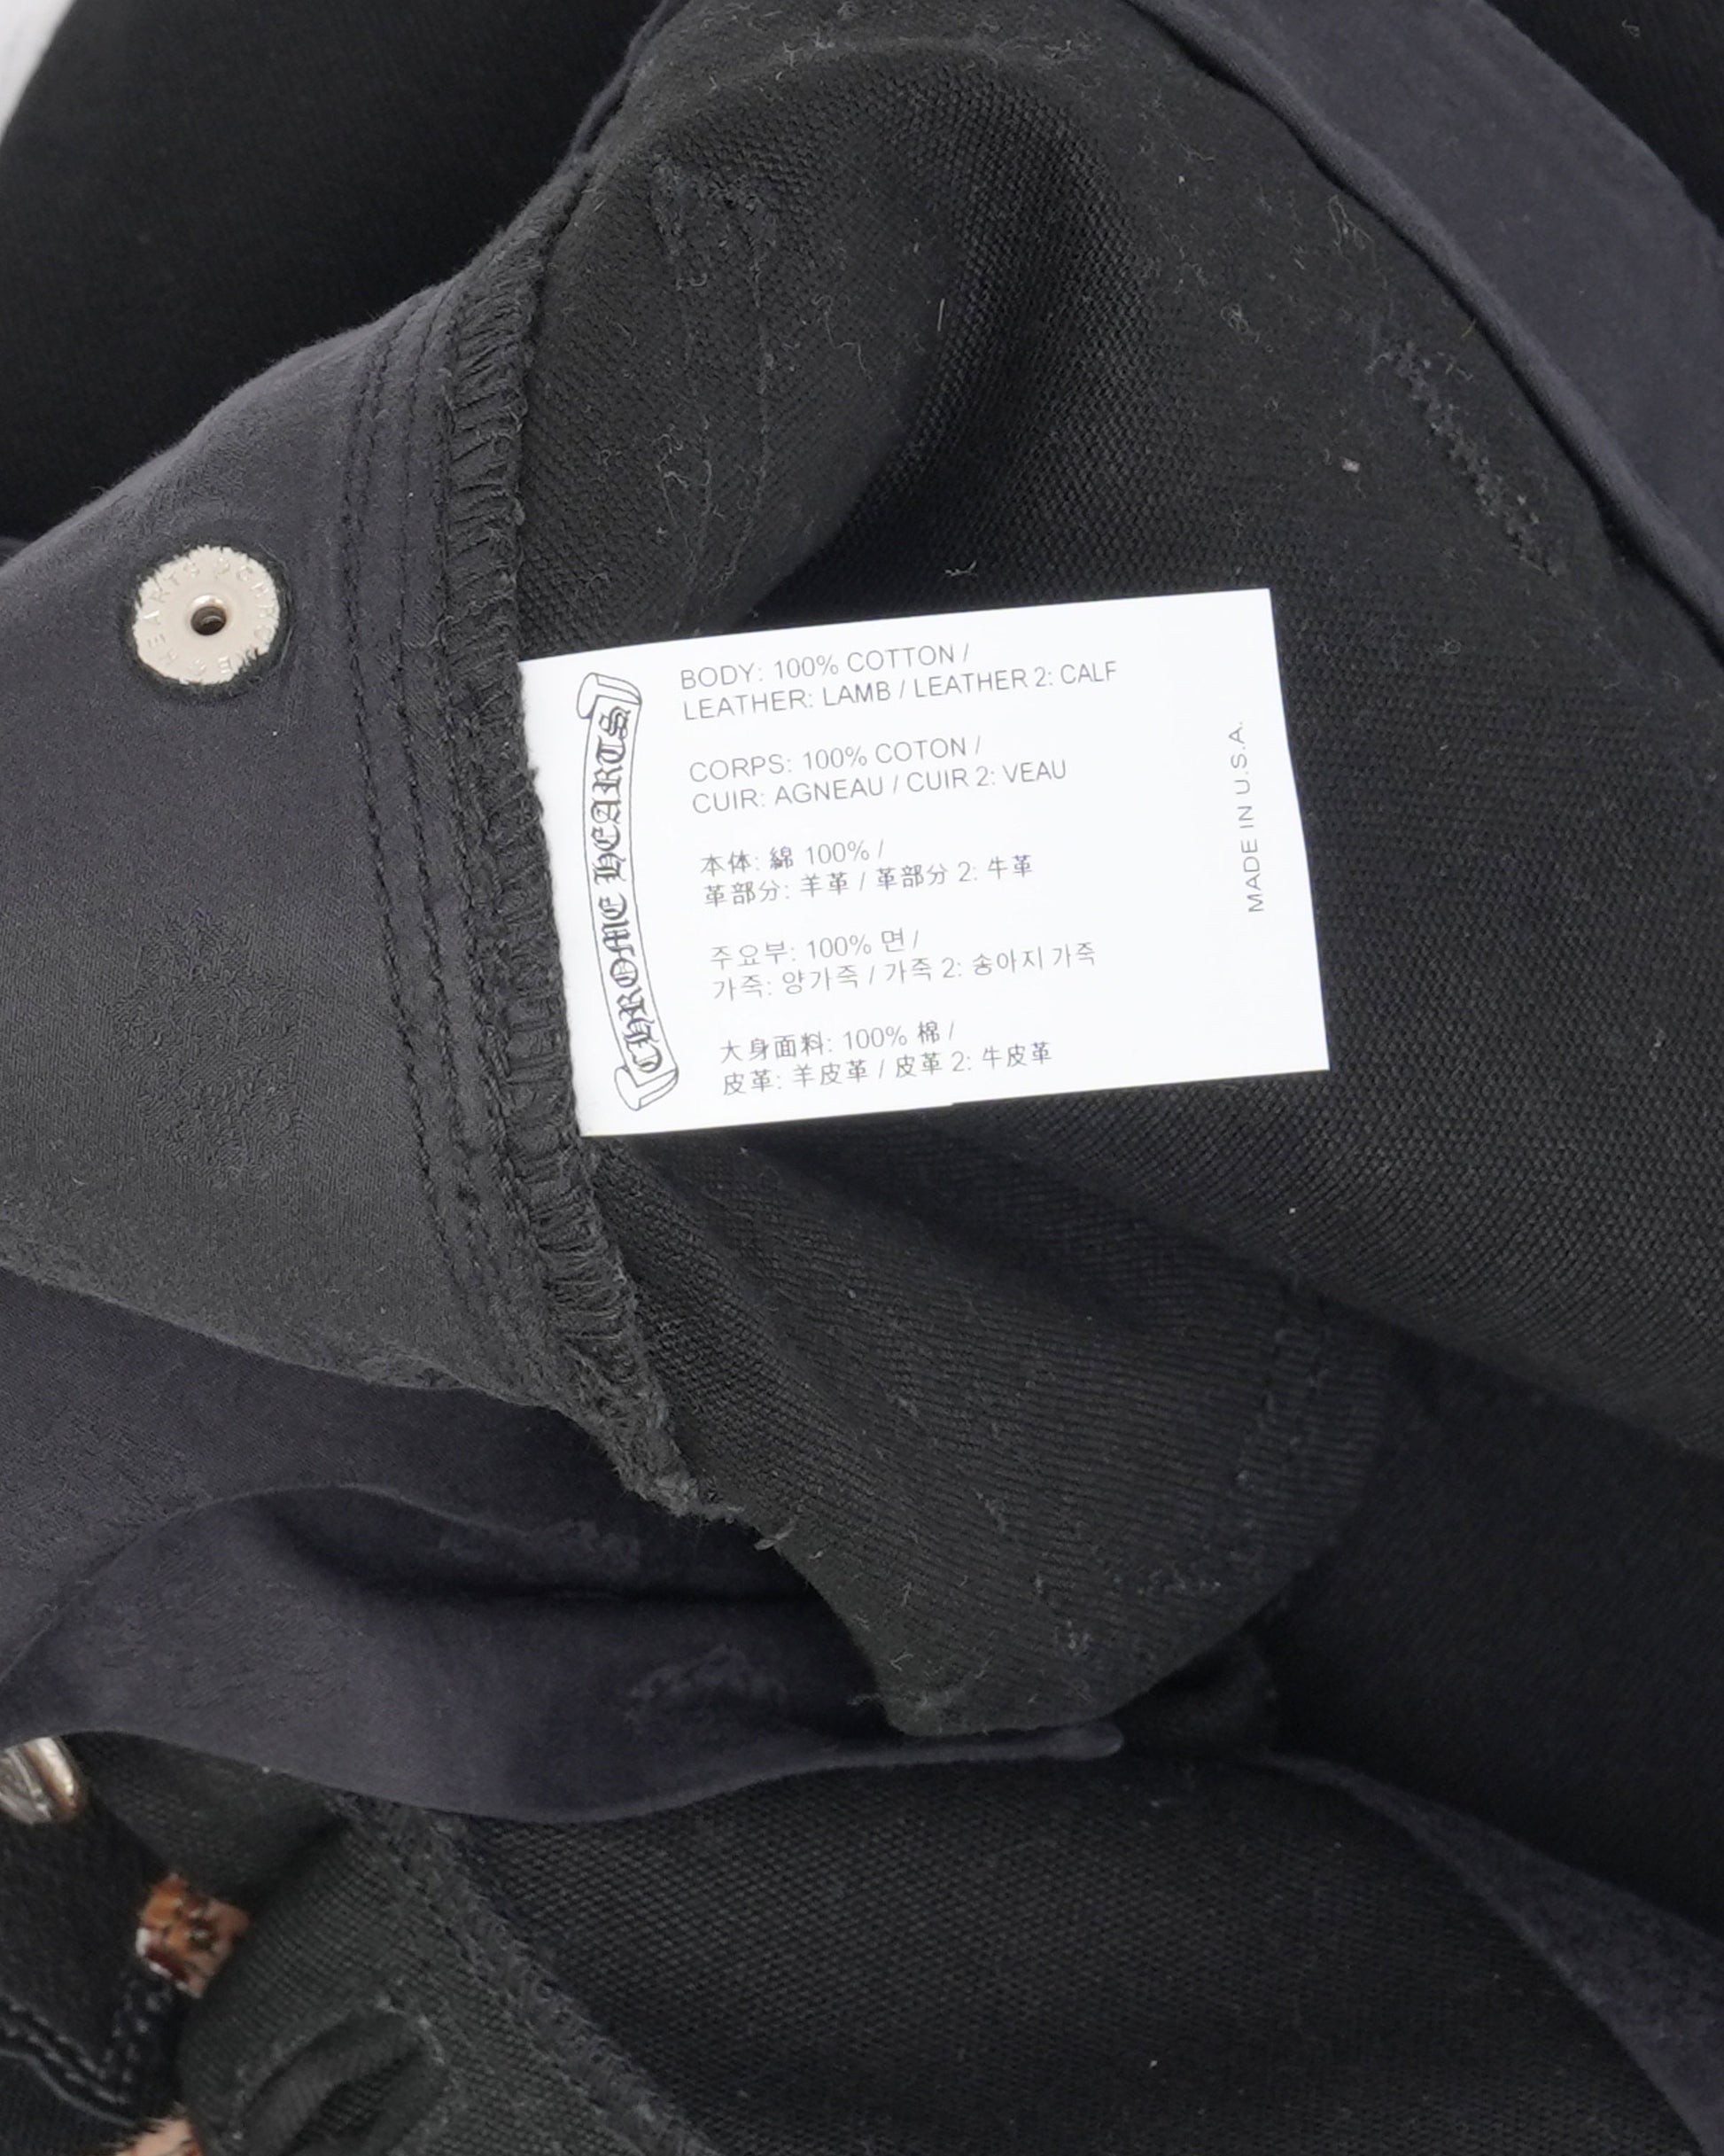 CHROME HEARTS
BODY: 100% COTTON /
LEATHER: LAMB / LEATHER 2: CALF
CORPS: 100% COTON /
CUIR: AGNEAU / CUIR 2: VEAU
本体: 綿 100% /
革部分: 羊革 / 革部分 2: 牛革
주요부: 100% 면 /
가죽: 양가죽 / 가죽 2: 송아지 가죽
大身面料: 100% 棉 /
皮革: 羊皮革 / 皮革 2: 牛皮革
MADE IN U.S.A.